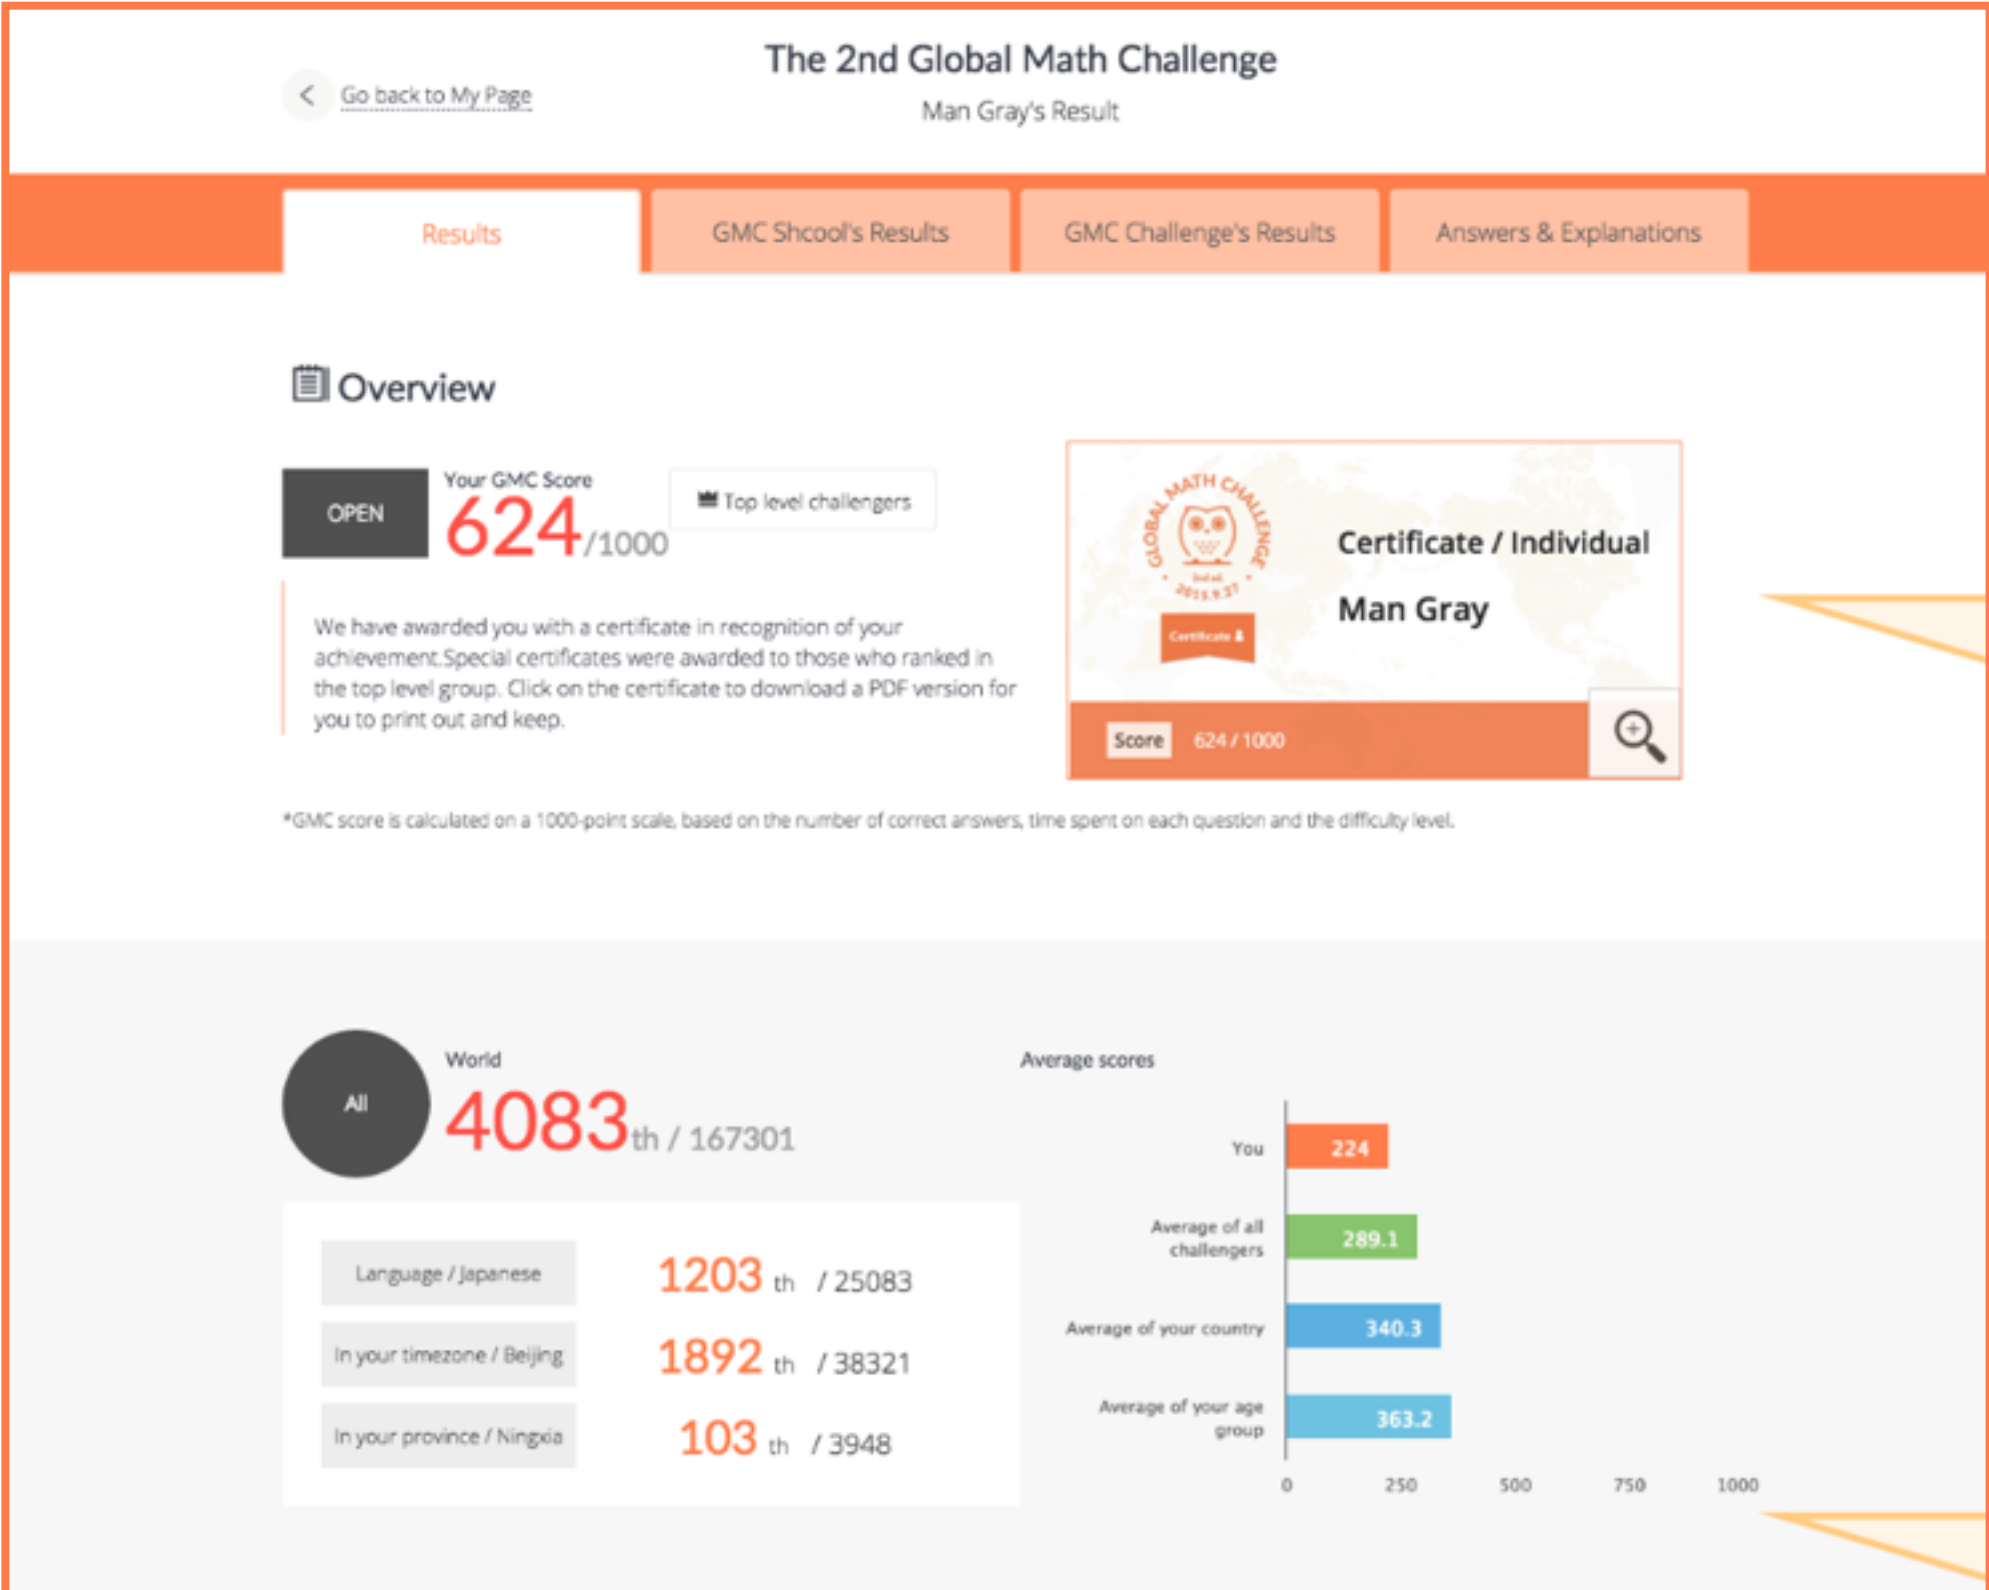 The 2nd Global Math Challenge
Go back to My Page
Man Gray's Result
Results
GMC Shcool's Results
GMC Challenge's Results
Answers & Explanations
Overview
OPEN
Your GMC Score
624/1000
Top level challengers
We have awarded you with a certificate in recognition of your
achievement.Special certificates were awarded to those who ranked in
the top level group. Click on the certificate to download a PDF version for
you to print out and keep.
GLOBAL MATH CHALLENGE
2nd ed.
2015.9.27
Certificate
Certificate / Individual
Man Gray
Score 624 / 1000
*GMC score is calculated on a 1000-point scale, based on the number of correct answers, time spent on each question and the difficulty level.
All
World
4083th / 167301
Language / Japanese 1203 th / 25083
In your timezone / Beijing 1892 th / 38321
In your province / Ningxia 103 th / 3948
Average scores
You 224
Average of all
challengers
289.1
Average of your country 340.3
Average of your age
group
363.2
0 250 500 750 1000